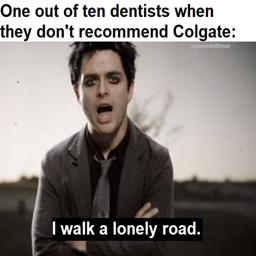 One out of ten dentists when
they don't recommend Colgate:
I walk a lonely road.